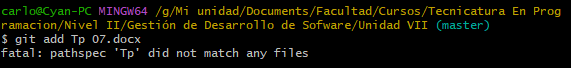 carlo@Cyan-PC MINGW64 /g/Mi unidad/Documents/Facultad/Cursos/Tecnicatura En Prog
ramacion/Nivel II/Gestión de Desarrollo de Sofware/Unidad VII (master)
$ git add Tp 07.docx
fatal: pathspec 'Tp' did not match any files